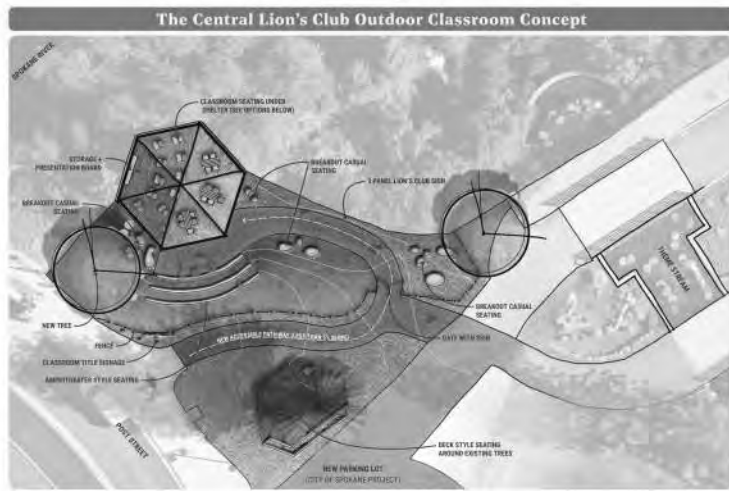 The Central Lion's Club Outdoor Classroom Concept
SPOKANE RIVER
CLASSROOM SEATING UNDER
SHELTER (SEE OPTIONS BELOW)
STORAGE +
PRESENTATION BOARD
BREAKOUT CASUAL
SEATING
BREAKOUT CASUAL
SEATING
3 PANEL LION'S CLUB SIGN
THEME STREAM
NEW TREE
FENCE
CLASSROOM TITLE SIGNAGE
AMPHITHEATER STYLE SEATING
NEW ACCESSIBLE PATHWAY
BREAKOUT CASUAL
SEATING
GATE WITH SIGN
POST STREET
DECK STYLE SEATING
AROUND EXISTING TREES
NEW PARKING LOT
(CITY OF SPOKANE PROJECT)